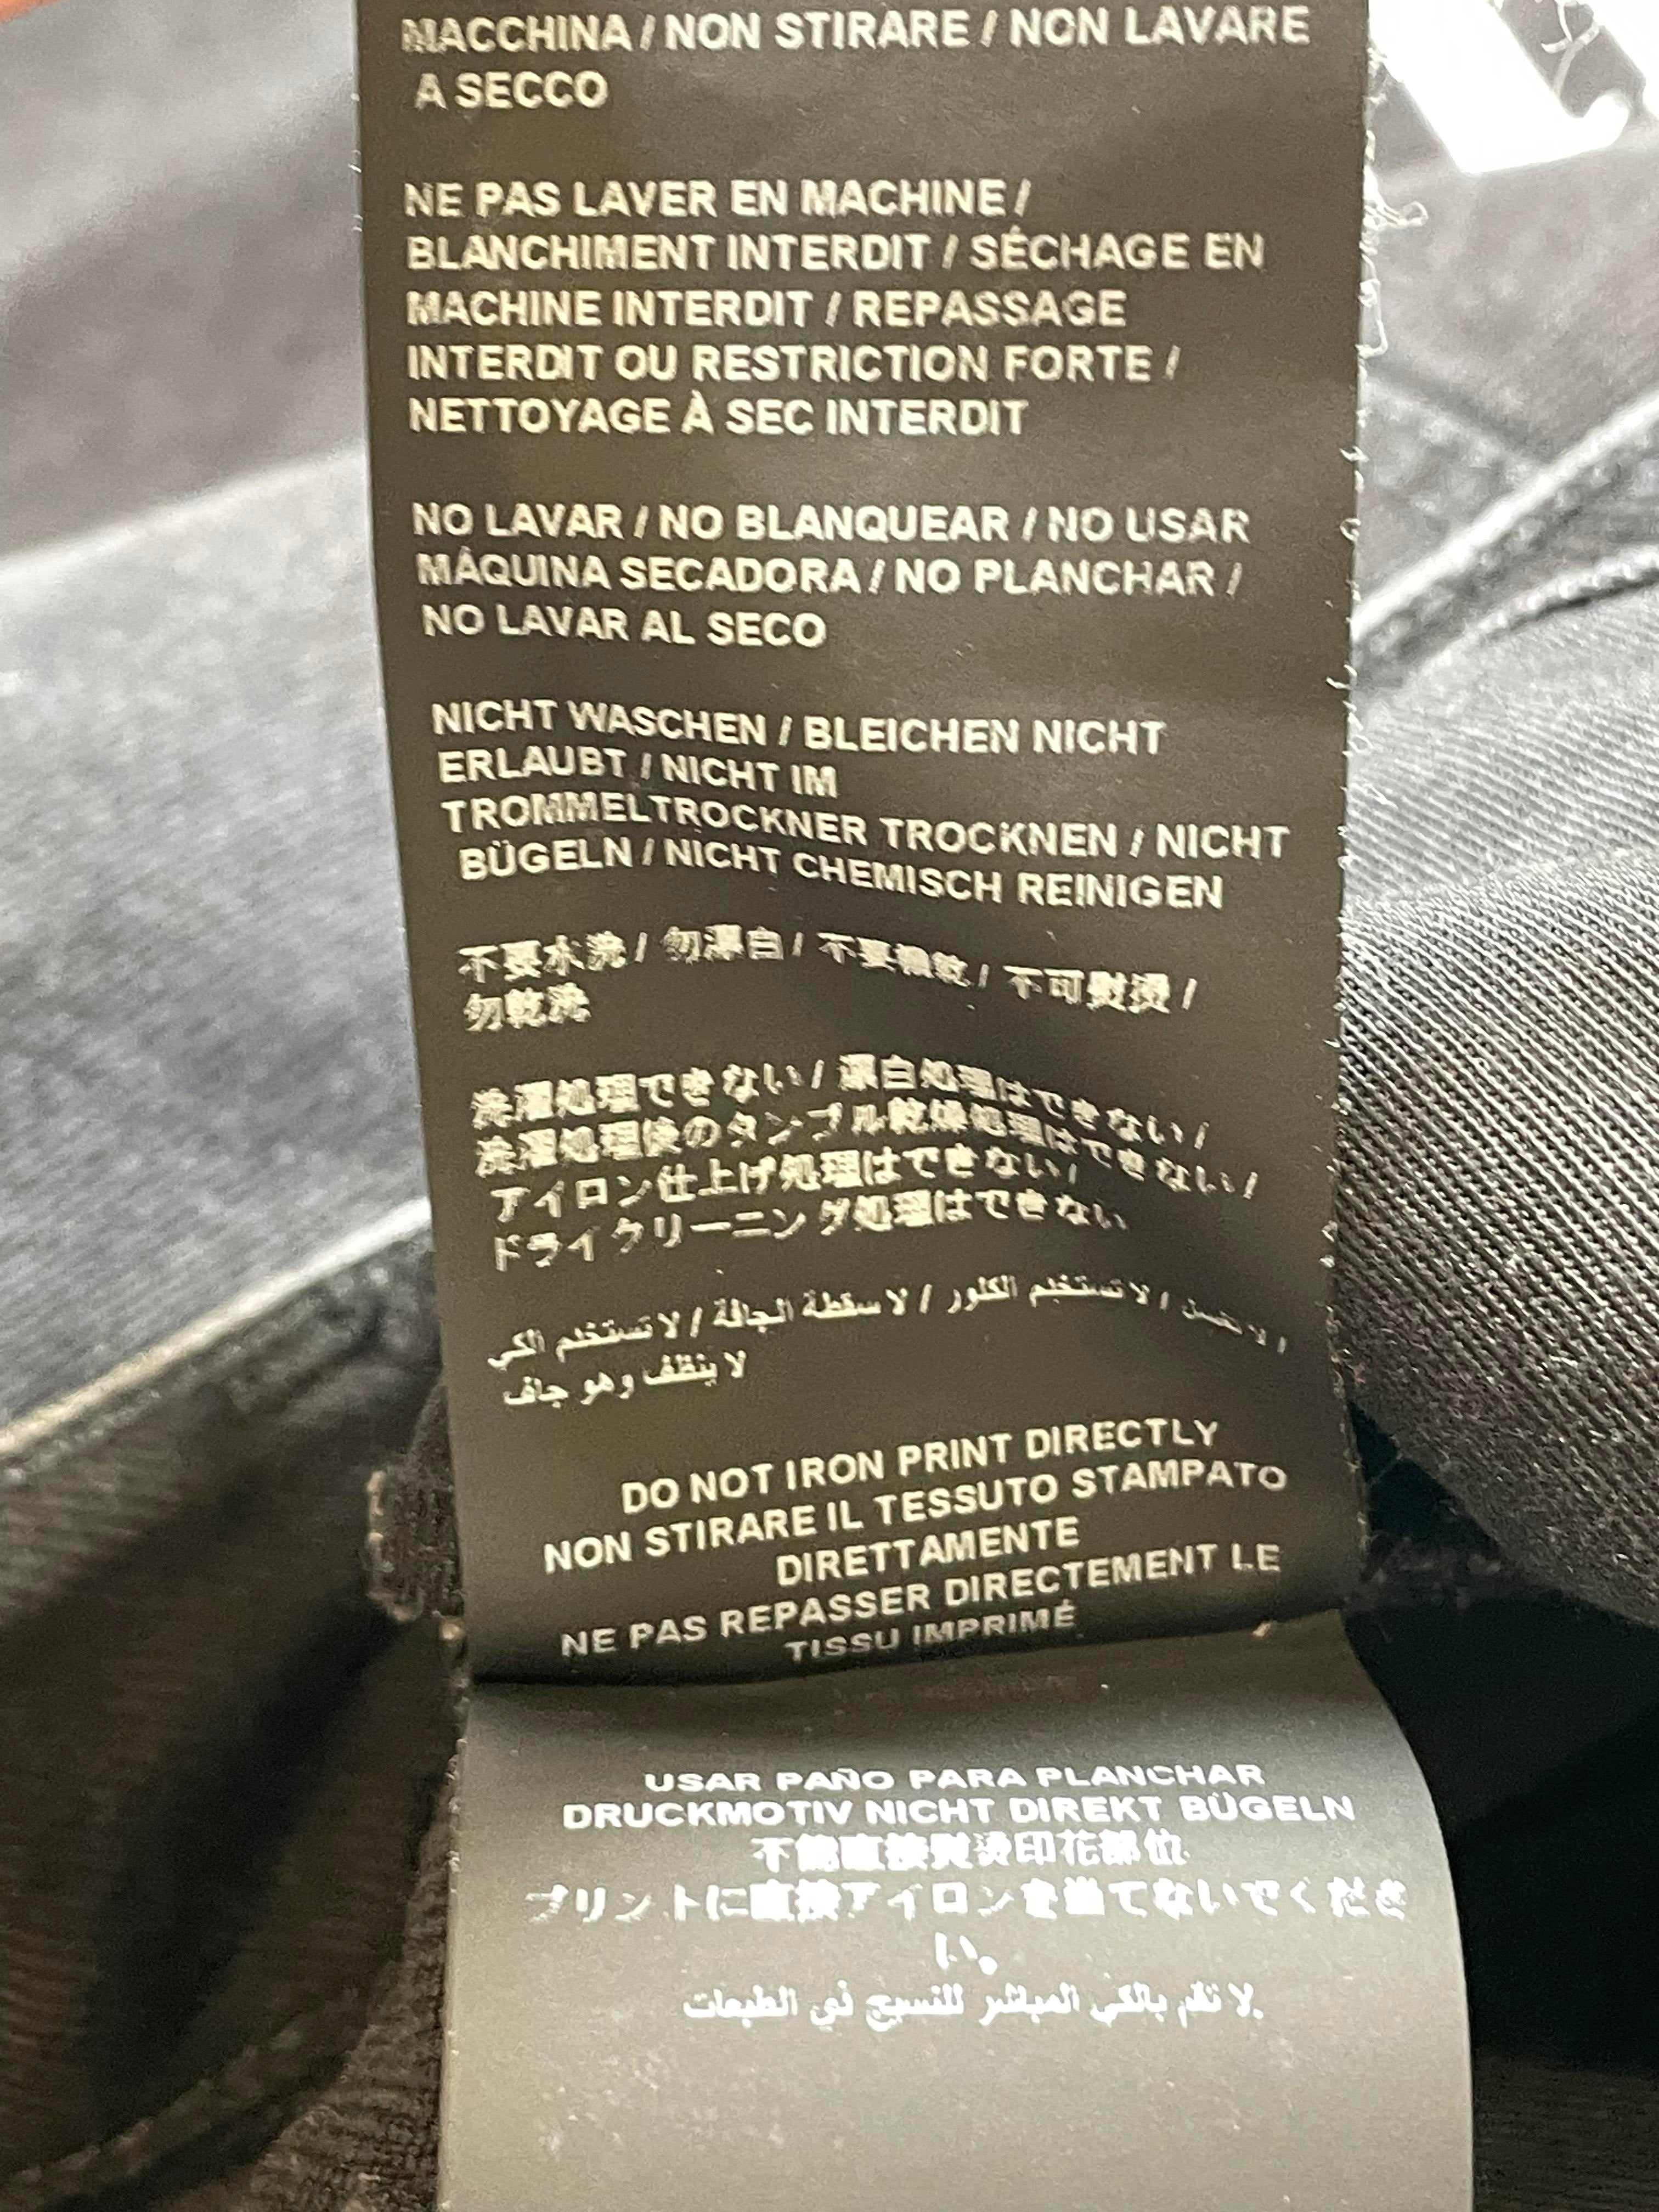 MACCHINA / NON STIRARE / NON LAVARE
A SECCO
NE PAS LAVER EN MACHINE /
BLANCHIMENT INTERDIT / SÉCHAGE EN
MACHINE INTERDIT / REPASSAGE
INTERDIT OU RESTRICTION FORTE /
NETTOYAGE À SEC INTERDIT
NO LAVAR / NO BLANQUEAR / NO USAR
MÁQUINA SECADORA / NO PLANCHAR /
NO LAVAR AL SECO
NICHT WASCHEN / BLEICHEN NICHT
ERLAUBT / NICHT IM
TROMMELTROCKNER TROCKNEN / NICHT
BÜGELN / NICHT CHEMISCH REINIGEN
不要水洗 / 勿漂白 / 不要機乾 / 不可熨燙 /
勿乾洗
洗濯処理できない / 漂白処理はできない /
洗濯処理後のタンブル乾燥処理はできない /
アイロン仕上げ処理はできない /
ドライクリーニング処理はできない
/ لا تستخدم الكلور / لا سقطة الجافة / لا تستخدم الكي
لا ينظف وهو جاف
DO NOT IRON PRINT DIRECTLY
NON STIRARE IL TESSUTO STAMPATO
DIRETTAMENTE
NE PAS REPASSER DIRECTEMENT LE
TISSU IMPRIMÉ
USAR PAÑO PARA PLANCHAR
DRUCKMOTIV NICHT DIREKT BÜGELN
不能直接熨烫印花部位
プリントに直接アイロンを当てないでくださ
い。
لا تقم بالكي المباشر للنسيج في الطبعات.